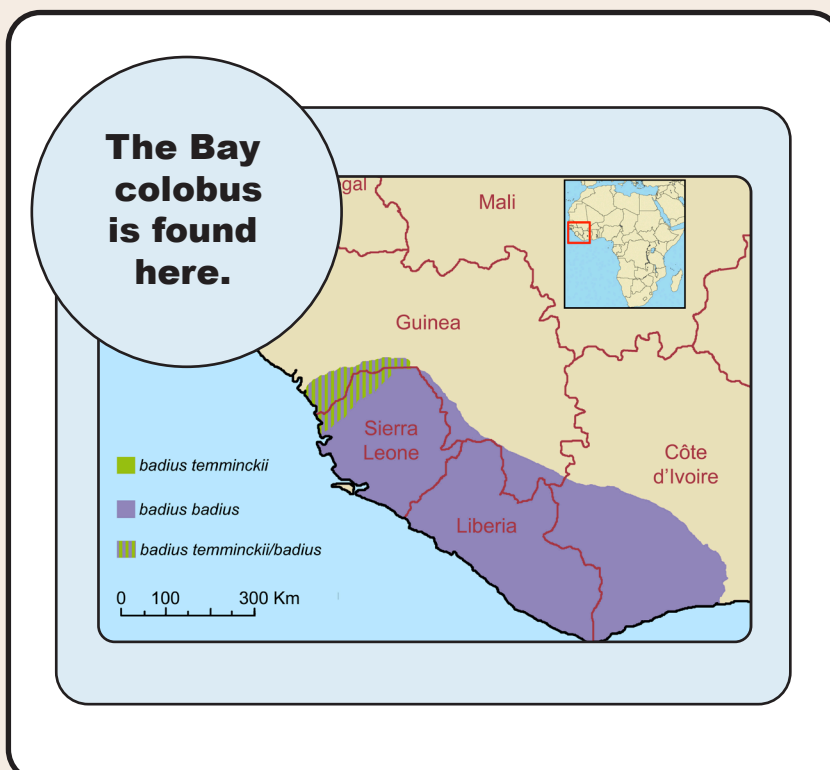 The Bay
colobus
is found
here.
gal
Mali
Guinea
Sierra
Leone
Côte
d'Ivoire
Liberia
badius temminckii
badius badius
badius temminckii/badius
0 100 300 Km